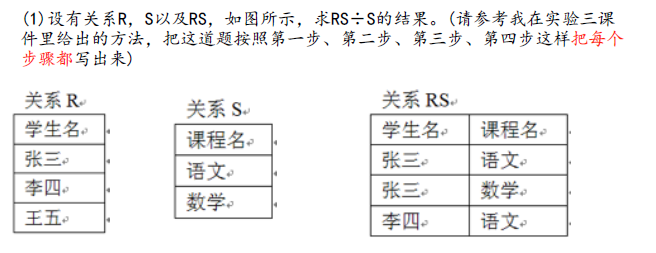 (1)设有关系R，S以及RS，如图所示，求RS÷S的结果。(请参考我在实验三课
件里给出的方法，把这道题按照第一步、第二步、第三步、第四步这样把每个
步骤都写出来)
关系 R
学生名
张三
李四
王五
关系 S
课程名
语文
数学
关系 RS
学生名 课程名
张三 语文
张三 数学
李四 语文